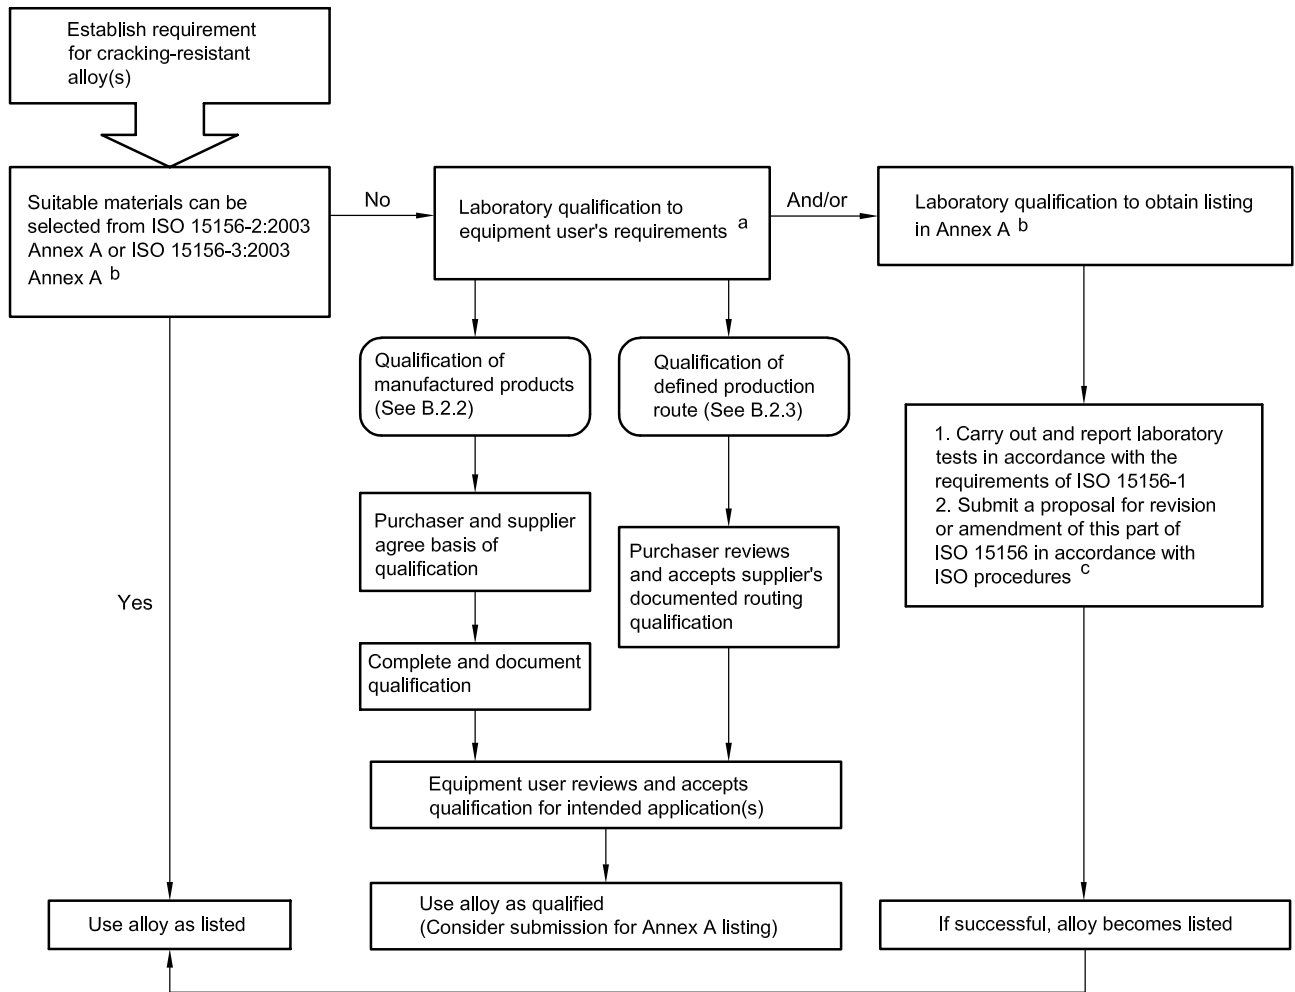 Establish requirement
for cracking-resistant
alloy(s)
Suitable materials can be
selected from ISO 15156-2:2003
Annex A or ISO 15156-3:2003
Annex A b
No
Laboratory qualification to
equipment user's requirements a
And/or
Laboratory qualification to obtain listing
in Annex A b
Qualification of
manufactured products
(See B.2.2)
Qualification of
defined production
route (See B.2.3)
1. Carry out and report laboratory
tests in accordance with the
requirements of ISO 15156-1
2. Submit a proposal for revision
or amendment of this part of
ISO 15156 in accordance with
ISO procedures c
Purchaser and supplier
agree basis of
qualification
Purchaser reviews
and accepts supplier's
documented routing
qualification
Yes
Complete and document
qualification
Equipment user reviews and accepts
qualification for intended application(s)
Use alloy as listed
Use alloy as qualified
(Consider submission for Annex A listing)
If successful, alloy becomes listed